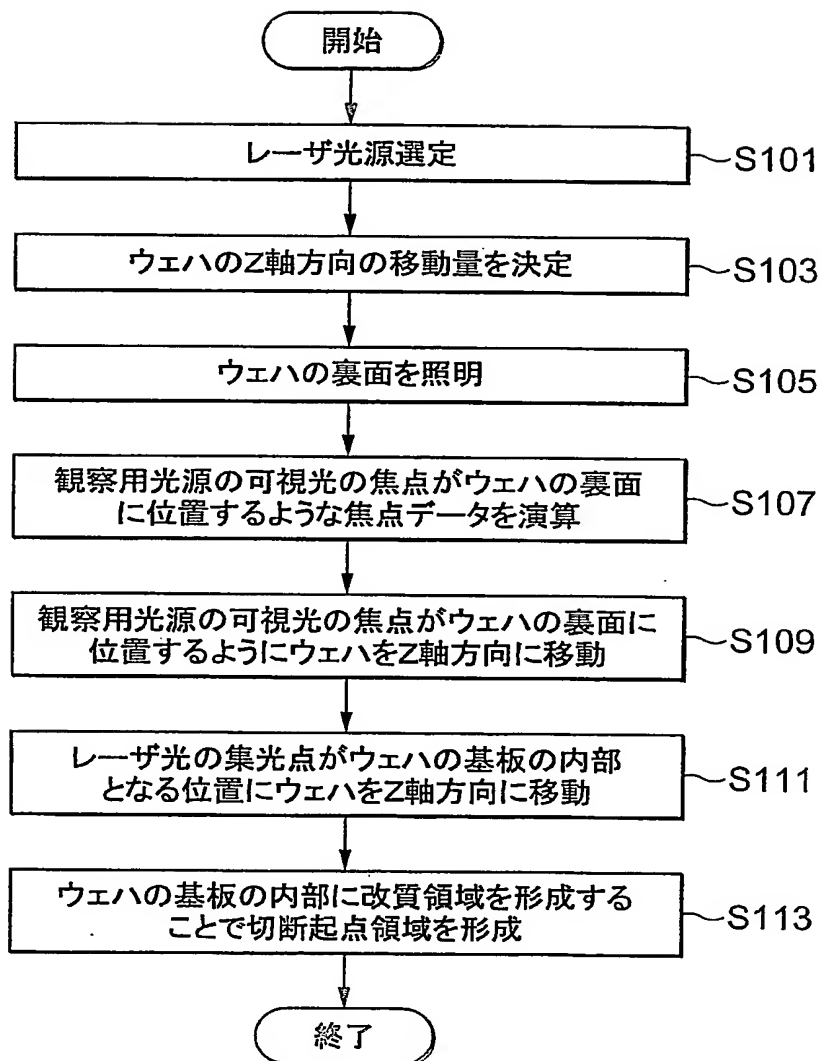 開始
レーザ光源選定
S101
ウェハのZ軸方向の移動量を決定
S103
ウェハの裏面を照明
S105
観察用光源の可視光の焦点がウェハの裏面
に位置するような焦点データを演算
S107
観察用光源の可視光の焦点がウェハの裏面に
位置するようにウェハをZ軸方向に移動
S109
レーザ光の集光点がウェハの基板の内部
となる位置にウェハをZ軸方向に移動
S111
ウェハの基板の内部に改質領域を形成する
ことで切断起点領域を形成
S113
終了